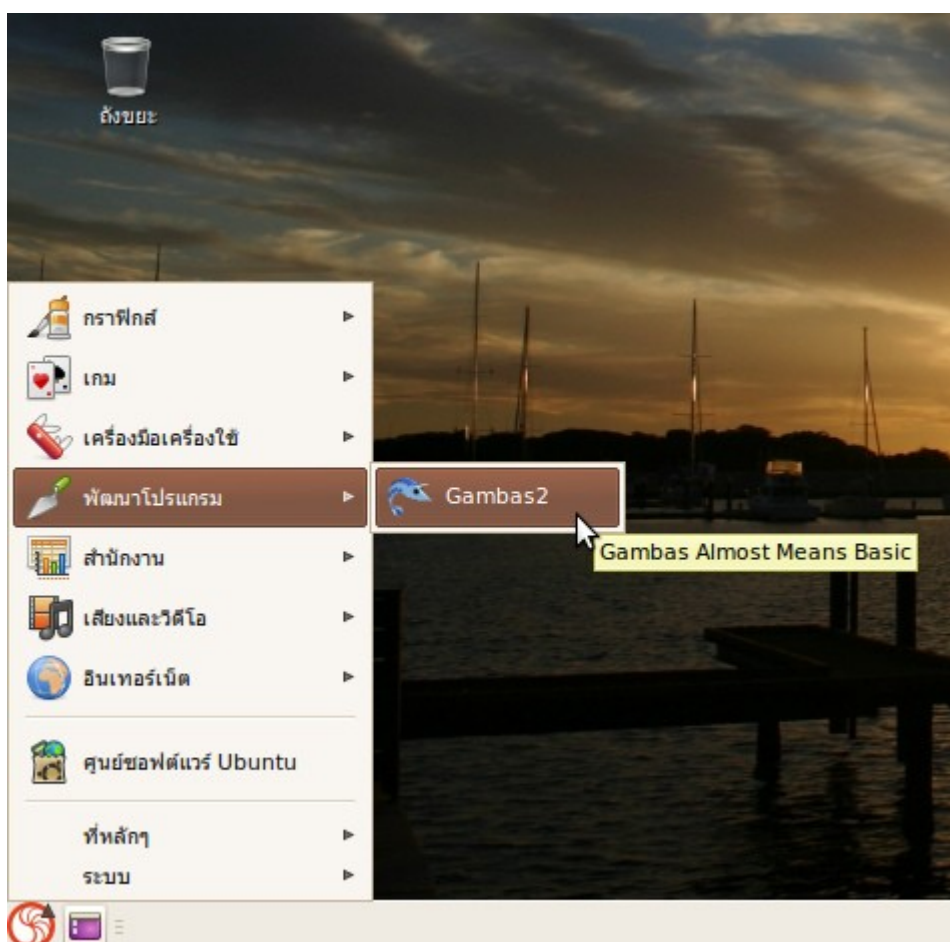 ถังขยะ
กราฟิกส์
เกม
เครื่องมือเครื่องใช้
พัฒนาโปรแกรม
Gambas2
Gambas Almost Means Basic
สำนักงาน
เสียงและวิดีโอ
อินเทอร์เน็ต
ศูนย์ซอฟต์แวร์ Ubuntu
ที่หลักๆ
ระบบ